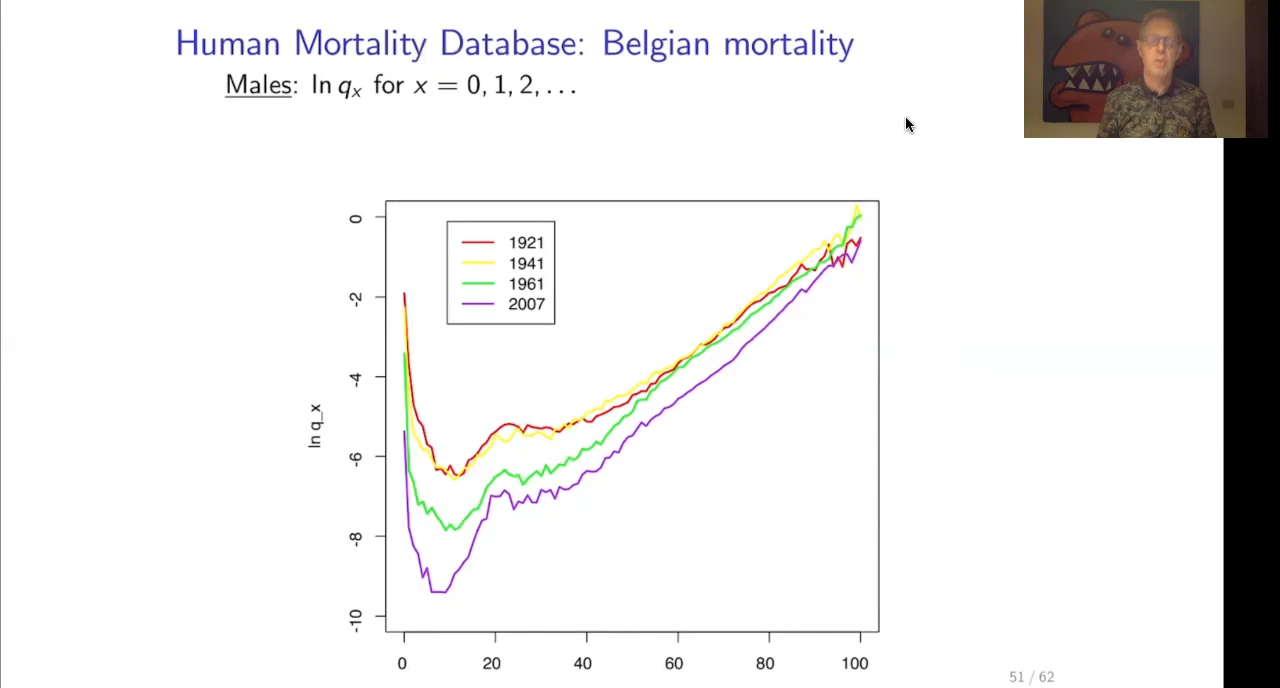 Human Mortality Database: Belgian mortality
Males: ln qₓ for x = 0, 1, 2, . . .
1921
1941
1961
2007
0
-2
-4
-6
-8
-10
ln q_x
0 20 40 60 80 100
51 / 62